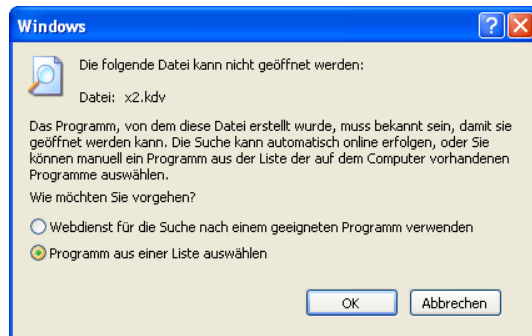 Windows
Die folgende Datei kann nicht geöffnet werden:
Datei: x2.kdv
Das Programm, von dem diese Datei erstellt wurde, muss bekannt sein, damit sie
geöffnet werden kann. Die Suche kann automatisch online erfolgen, oder Sie
können manuell ein Programm aus der Liste der auf dem Computer vorhandenen
Programme auswählen.
Wie möchten Sie vorgehen?
Webdienst für die Suche nach einem geeigneten Programm verwenden
Programm aus einer Liste auswählen
OK Abbrechen